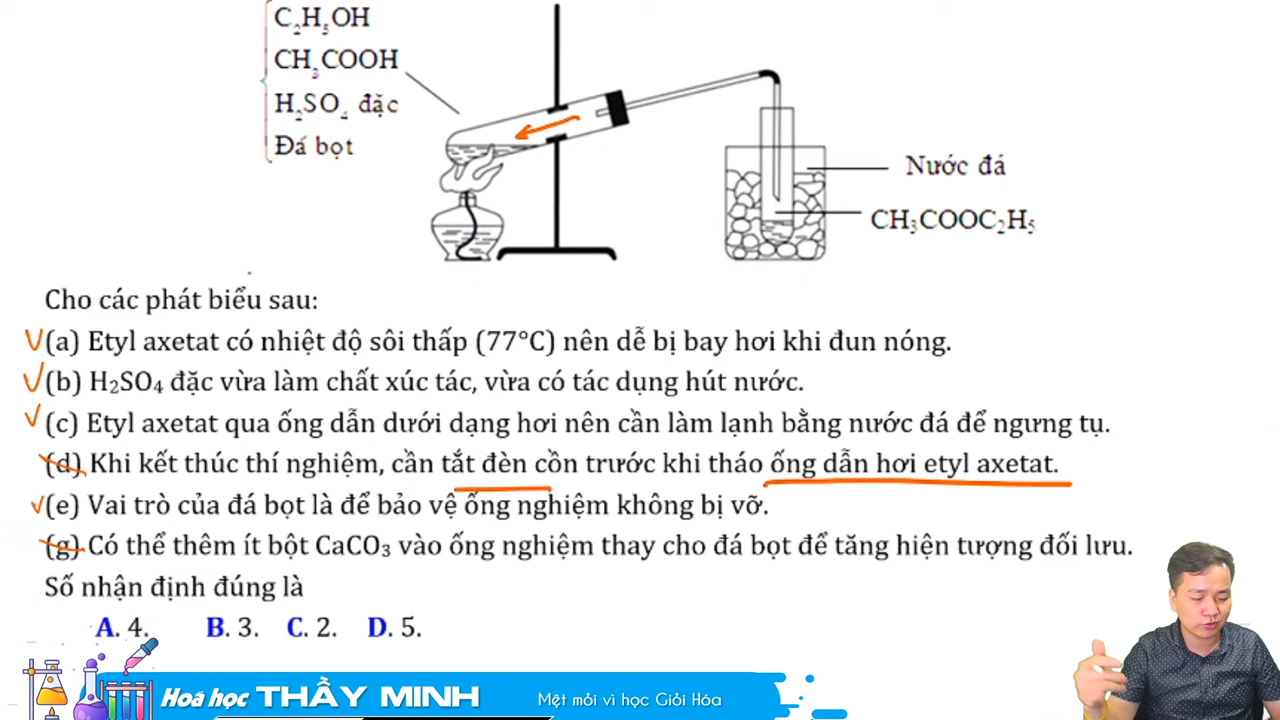 C₂H₅OH
CH₃COOH
H₂SO₄ đặc
Đá bọt
Nước đá
CH₃COOC₂H₅
Cho các phát biểu sau:
(a) Etyl axetat có nhiệt độ sôi thấp (77°C) nên dễ bị bay hơi khi đun nóng.
(b) H₂SO₄ đặc vừa làm chất xúc tác, vừa có tác dụng hút nước.
(c) Etyl axetat qua ống dẫn dưới dạng hơi nên cần làm lạnh bằng nước đá để ngưng tụ.
(d) Khi kết thúc thí nghiệm, cần tắt đèn cồn trước khi tháo ống dẫn hơi etyl axetat.
(e) Vai trò của đá bọt là để bảo vệ ống nghiệm không bị vỡ.
(g) Có thể thêm ít bột CaCO₃ vào ống nghiệm thay cho đá bọt để tăng hiện tượng đối lưu.
Số nhận định đúng là
A. 4. B. 3. C. 2. D. 5.
Hoá học THẦY MINH Mệt mỏi vì học Giỏi Hóa